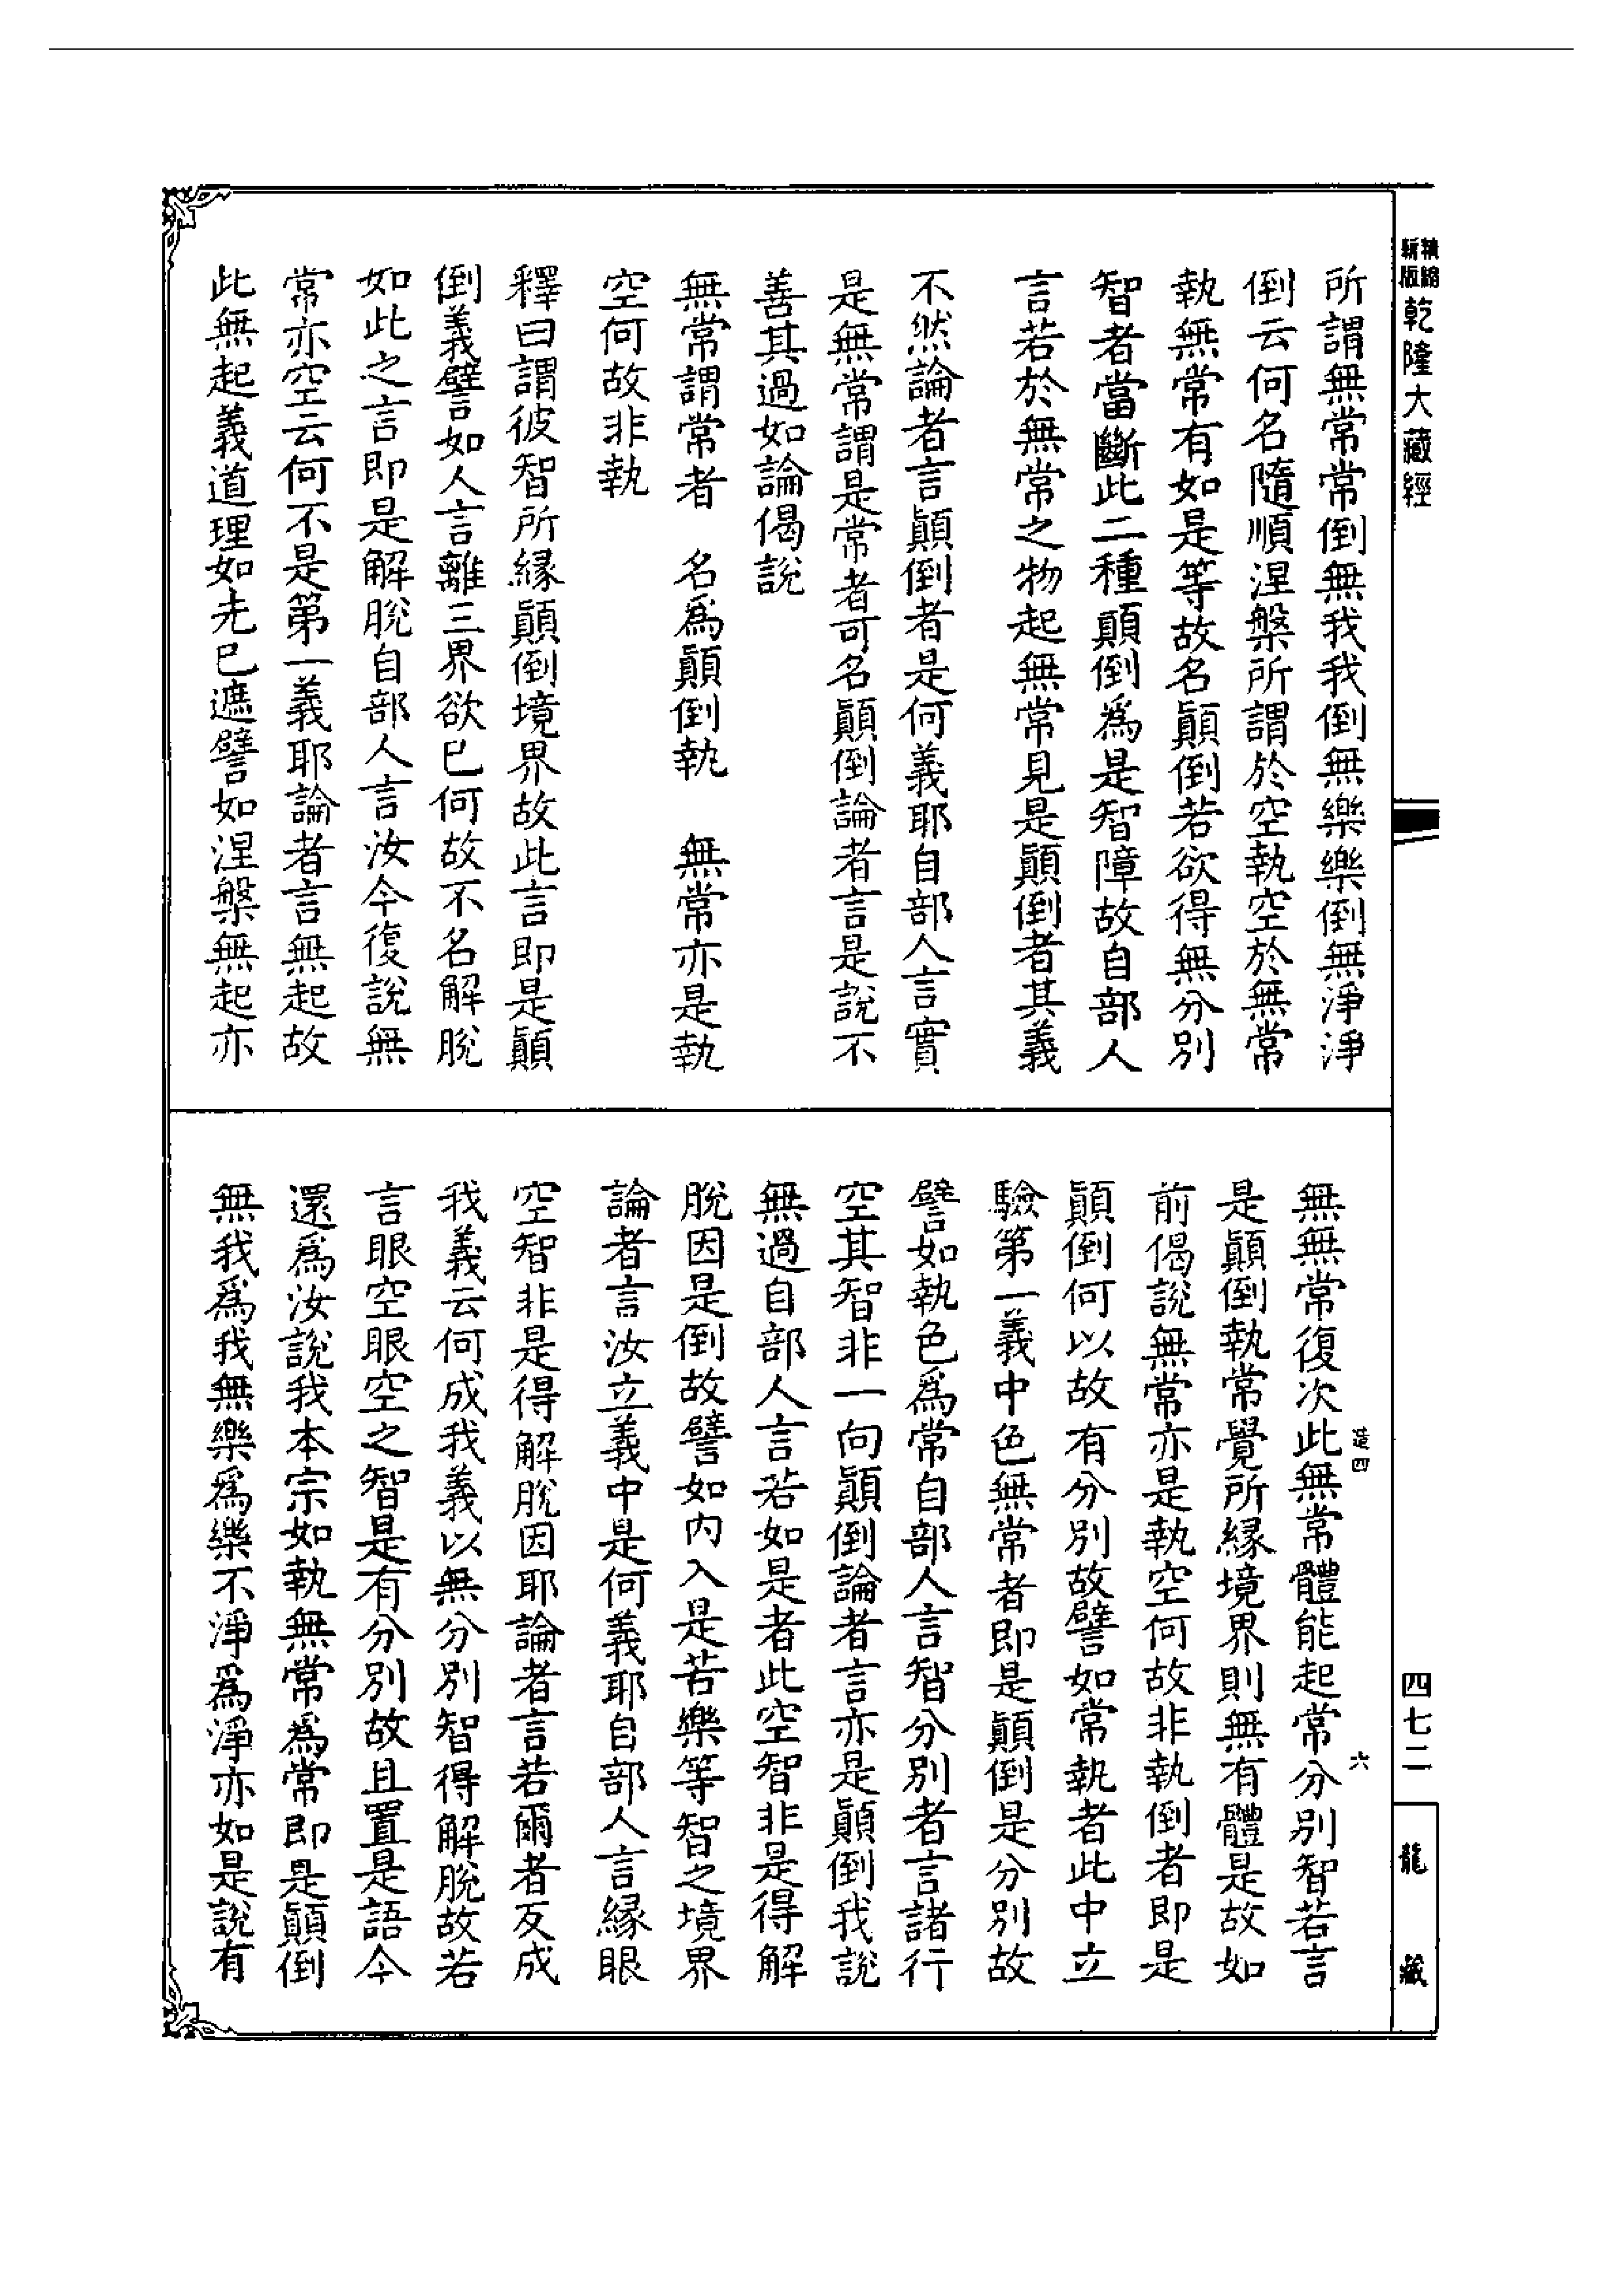 精縮新版乾隆大藏經
所謂無常常倒無我我倒無樂樂倒無淨淨
倒云何名隨順涅槃所謂於空執空於無常
執無常有如是等故名顛倒若欲得無分別
智者當斷此二種顛倒為是智障故自部人
言若於無常之物起無常見是顛倒者其義
不然論者言顛倒者是何義耶自部人言實
是無常謂是常者可名顛倒論者言是說不
善其過如論偈說
無常謂常者　名為顛倒執　無常亦是執
空何故非執
釋曰謂彼智所緣顛倒境界故此言即是顛
倒義譬如人言離三界欲已何故不名解脫
如此之言即是解脫自部人言汝今復說無
常亦空云何不是第一義耶論者言無起故
此無起義道理如先已遮譬如涅槃無起亦
無無常復次此無常體能起常分別智若言
是顛倒執常覺所緣境界則無有體是故如
前偈說無常亦是執空何故非執倒者即是
顛倒何以故有分別故譬如常執者此中立
驗第一義中色無常者即是顛倒是分別故
譬如執色為常自部人言智分別者言諸行
空其智非一向顛倒論者言亦是顛倒我說
無過自部人言若如是者此空智非是得解
脫因是倒故譬如內入是苦樂等智之境界
論者言汝立義中是何義耶自部人言緣眼
空智非是得解脫因耶論者言若爾者反成
我義云何成我義以無分別智得解脫故若
言眼空眼空之智是有分別故且置是語今
還為汝說我本宗如執無常為常即是顛倒
無我為我無樂為樂不淨為淨亦如是說有
造四
六
四七二
龍藏